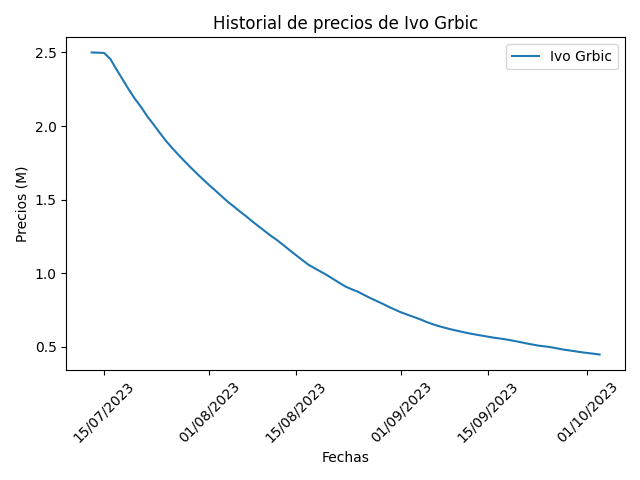 Historial de precios de Ivo Grbic
Ivo Grbic
Precios (M)
2.5
2.0
1.5
1.0
0.5
15/07/2023
01/08/2023
15/08/2023
01/09/2023
15/09/2023
01/10/2023
Fechas